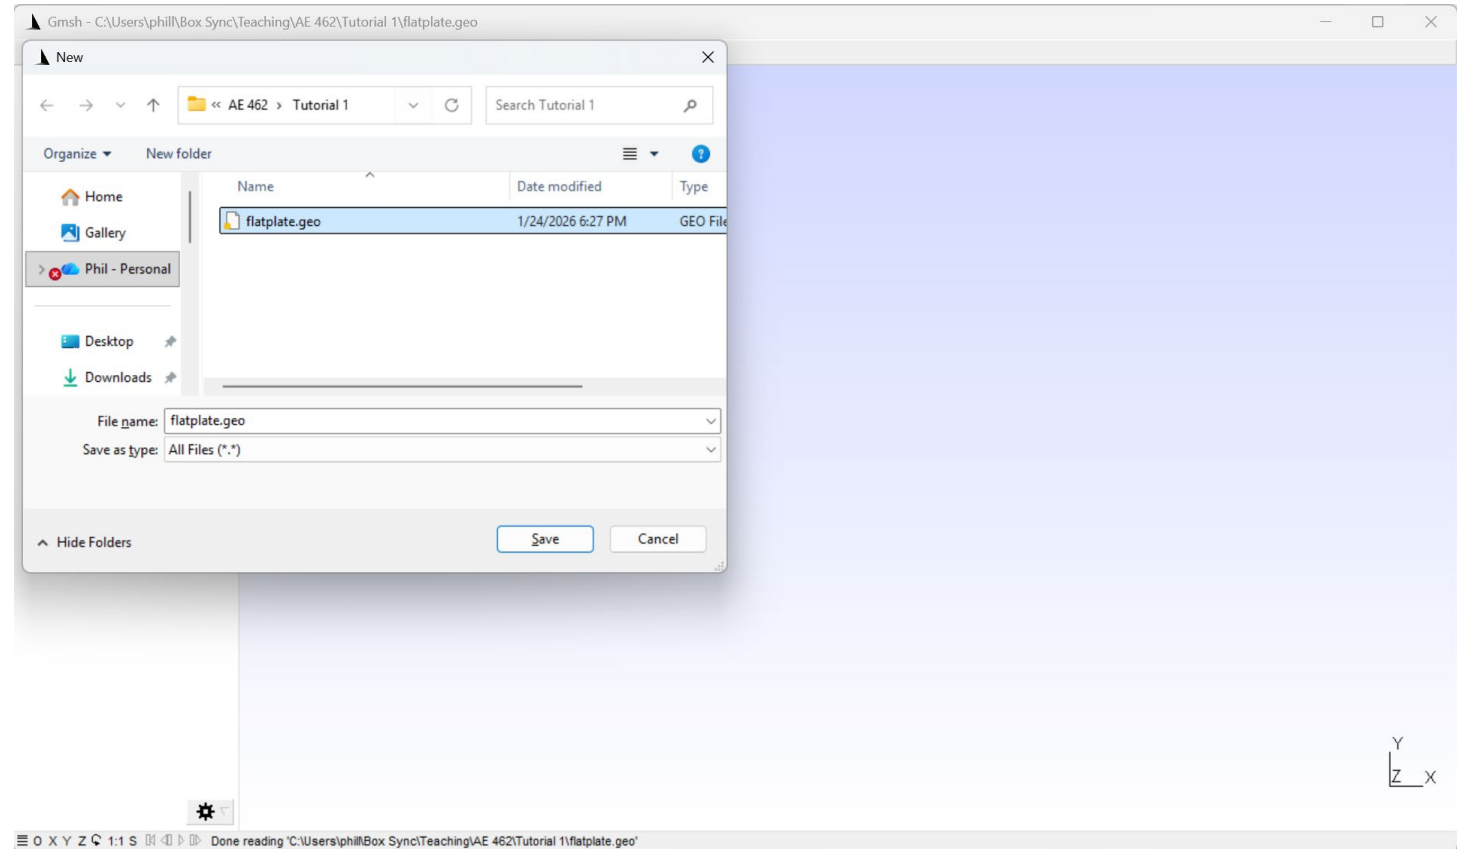 Gmsh - C:\Users\phill\Box Sync\Teaching\AE 462\Tutorial 1\flatplate.geo
New
« AE 462 › Tutorial 1
Search Tutorial 1
Organize
New folder
Name
Date modified
Type
Home
flatplate.geo
1/24/2026 6:27 PM
GEO File
Gallery
Phil - Personal
Desktop
Downloads
File name: flatplate.geo
Save as type: All Files (*.*)
Hide Folders
Save
Cancel
Y
Z X
O X Y Z 1:1 S Done reading 'C:\Users\phill\Box Sync\Teaching\AE 462\Tutorial 1\flatplate.geo'